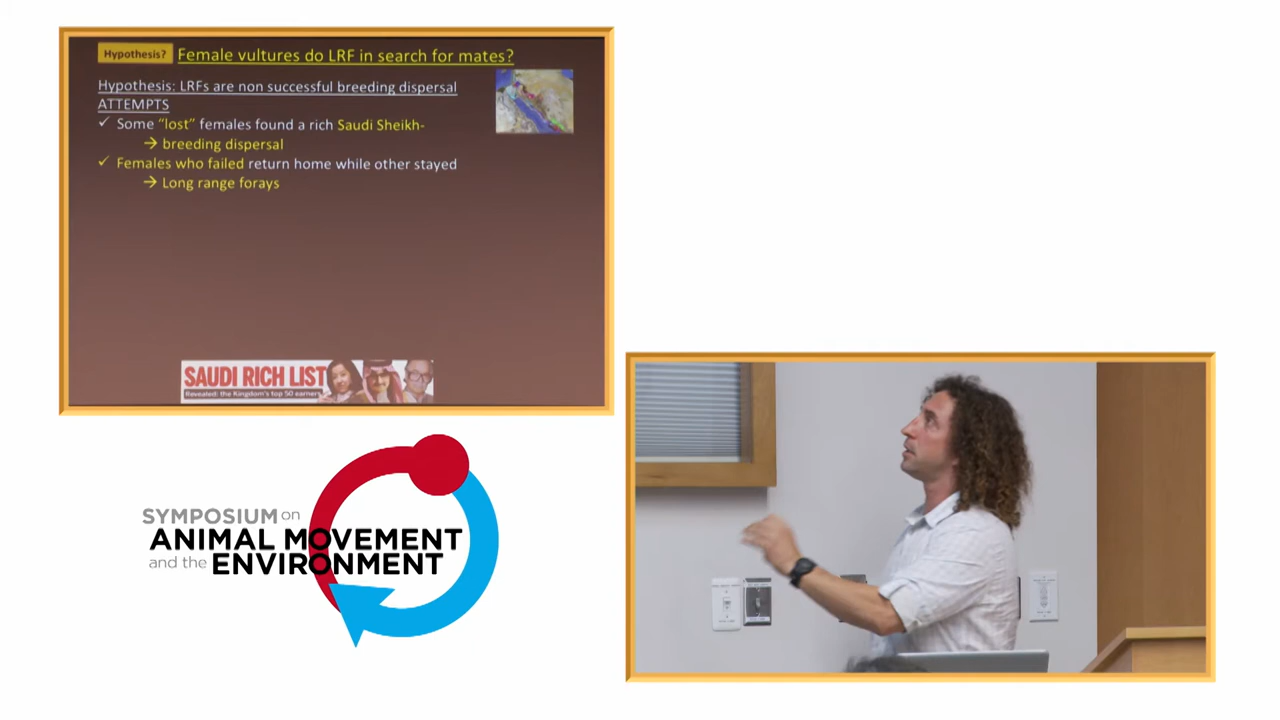 Hypothesis? Female vultures do LRF in search for mates?
Hypothesis: LRFs are non successful breeding dispersal
ATTEMPTS
✓ Some “lost” females found a rich Saudi Sheikh-
→ breeding dispersal
✓ Females who failed return home while other stayed
→ Long range forays
SAUDI RICH LIST
Revealed: the Kingdom's top 50 earners
SYMPOSIUM on
ANIMAL MOVEMENT
and the ENVIRONMENT